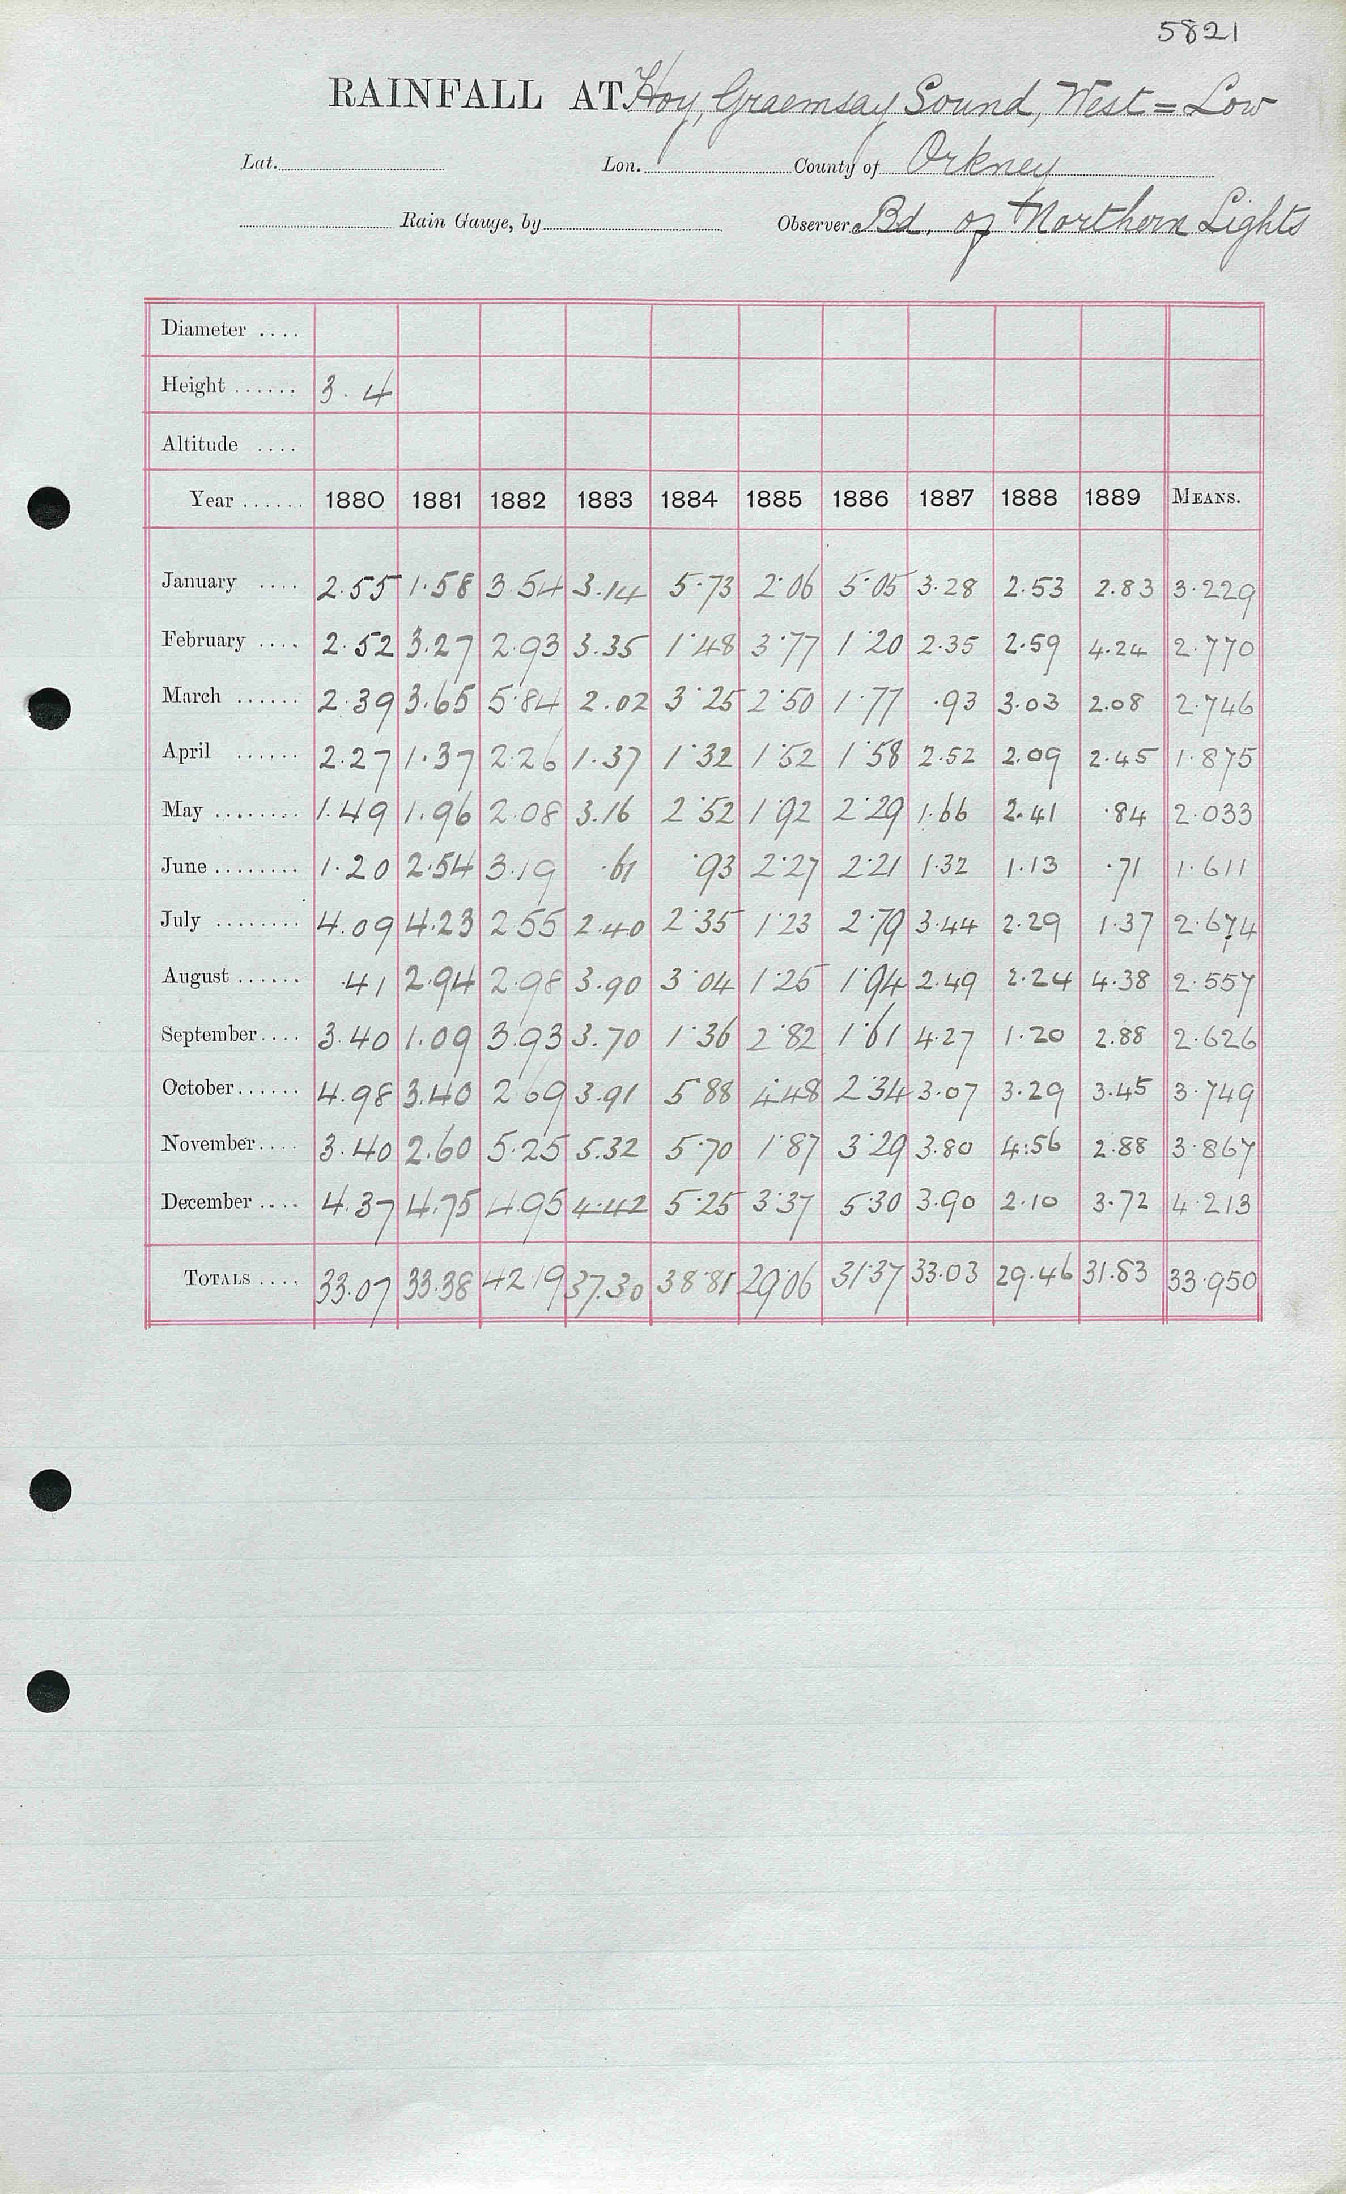 5821
RAINFALL AT Hoy, Graemsay Sound, West = Low
Lat. Lon. County of Orkney
Rain Gauge, by Observer Bd. of Northern Lights
Diameter ....
Height ...... 3.4
Altitude ....
Year ...... 1880 1881 1882 1883 1884 1885 1886 1887 1888 1889 MEANS.
January .... 2.55 1.58 3.54 3.14 5.73 2.06 5.05 3.28 2.53 2.83 3.229
February .... 2.52 3.27 2.93 3.35 1.48 3.77 1.20 2.35 2.59 4.24 2.770
March ...... 2.39 3.65 5.84 2.02 3.25 2.50 1.77 .93 3.03 2.08 2.746
April ...... 2.27 1.37 2.26 1.37 1.32 1.52 1.58 2.52 2.09 2.45 1.875
May ........ 1.49 1.96 2.08 3.16 2.52 1.92 2.29 1.66 2.41 .84 2.033
June ........ 1.20 2.54 3.19 .61 .93 2.27 2.21 1.32 1.13 .71 1.611
July ........ 4.09 4.23 2.55 2.40 2.35 1.23 2.79 3.44 2.29 1.37 2.674
August ...... .41 2.94 2.98 3.90 3.04 1.25 1.94 2.49 2.24 4.38 2.557
September .... 3.40 1.09 3.93 3.70 1.36 2.82 1.61 4.27 1.20 2.88 2.626
October ...... 4.98 3.40 2.69 3.91 5.88 4.48 2.34 3.07 3.29 3.45 3.749
November .... 3.40 2.60 5.25 5.32 5.70 1.87 3.29 3.80 4.56 2.88 3.867
December .... 4.37 4.75 4.95 4.42 5.25 3.37 5.30 3.90 2.10 3.72 4.213
TOTALS .... 33.07 33.38 42.19 37.30 38.81 29.06 31.37 33.03 29.46 31.83 33.950